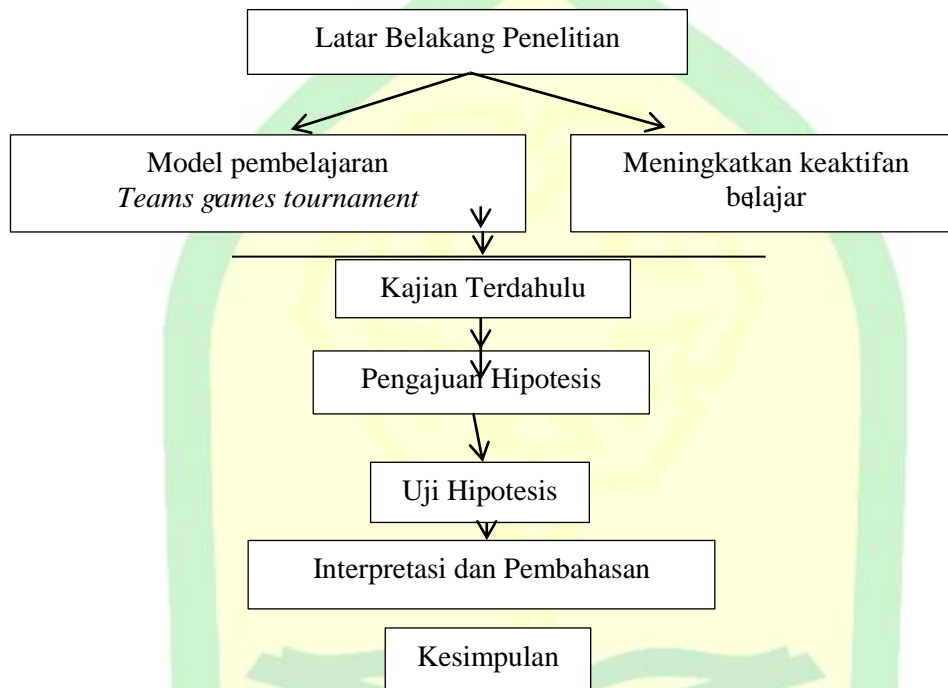 Latar Belakang Penelitian
Model pembelajaran
Teams games tournament
Meningkatkan keaktifan
belajar
Kajian Terdahulu
Pengajuan Hipotesis
Uji Hipotesis
Interpretasi dan Pembahasan
Kesimpulan